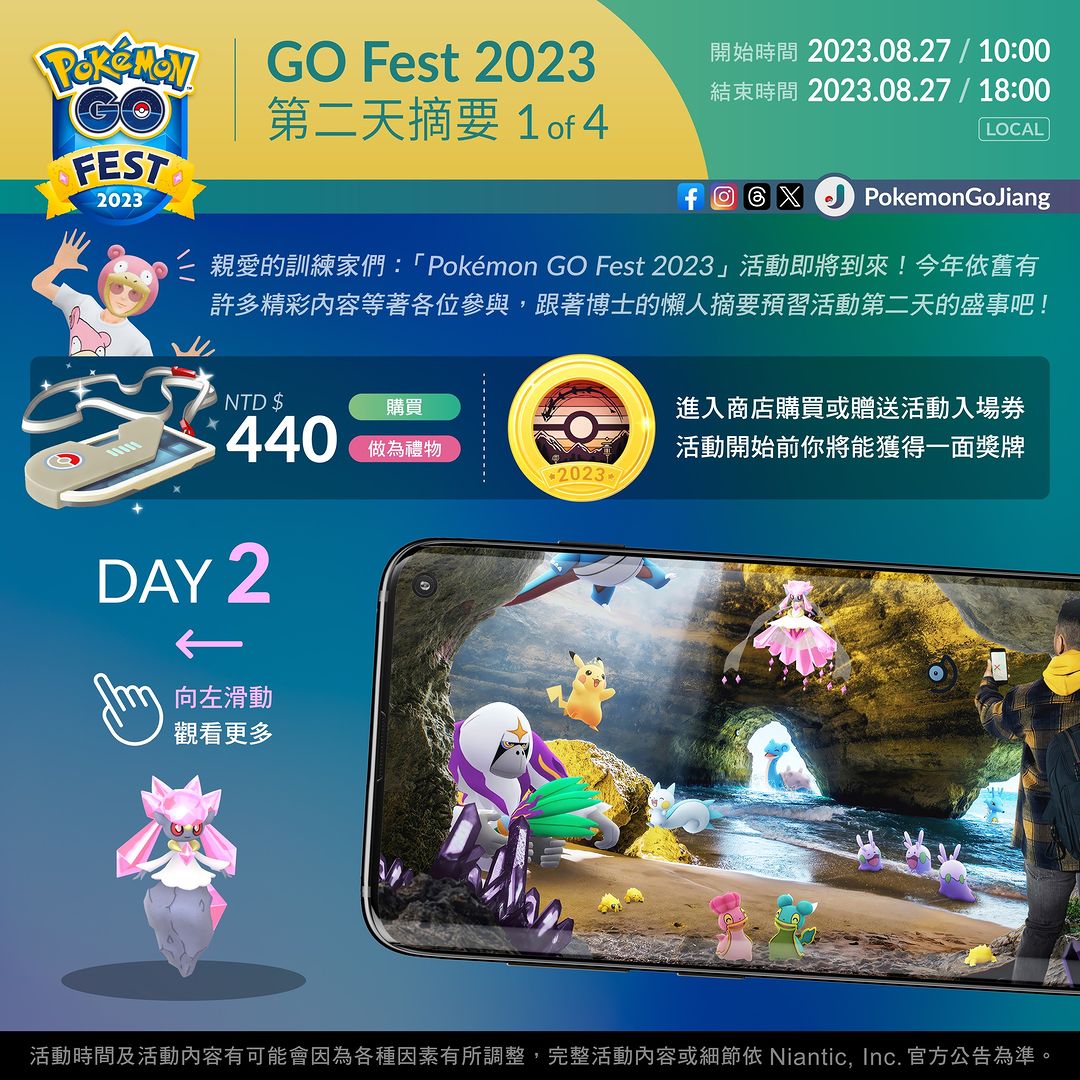 POKÉMON
GO
FEST
2023
GO Fest 2023
第二天摘要 1 of 4
開始時間 2023.08.27 / 10:00
結束時間 2023.08.27 / 18:00
LOCAL
PokemonGoJiang
親愛的訓練家們：「Pokémon GO Fest 2023」活動即將到來！今年依舊有
許多精彩內容等著各位參與，跟著博士的懶人摘要預習活動第二天的盛事吧！
NTD $
440
購買
做為禮物
2023
進入商店購買或贈送活動入場券
活動開始前你將能獲得一面獎牌
DAY 2
向左滑動
觀看更多
活動時間及活動內容有可能會因為各種因素有所調整，完整活動內容或細節依 Niantic, Inc. 官方公告為準。